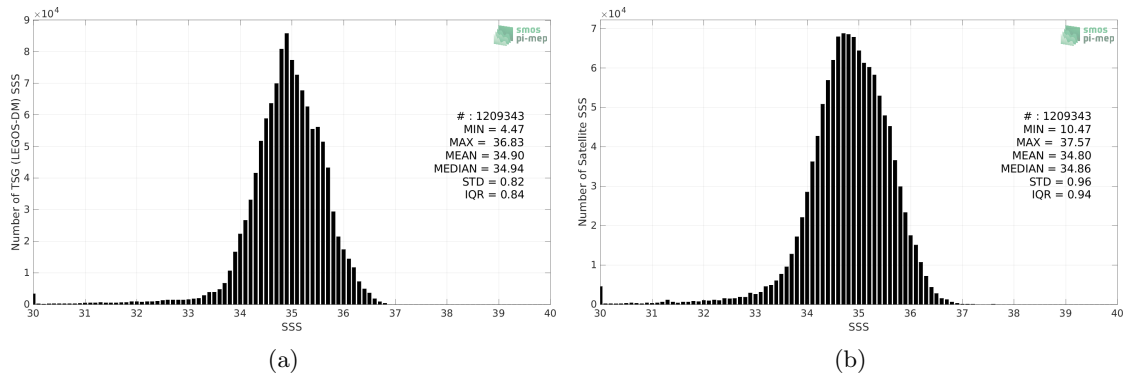 ×10⁴
9
8
7
6
5
4
3
2
1
0
Number of TSG (LEGOS-DM) SSS
smos
pi-mep
# : 1209343
MIN = 4.47
MAX = 36.83
MEAN = 34.90
MEDIAN = 34.94
STD = 0.82
IQR = 0.84
30 31 32 33 34 35 36 37 38 39 40
SSS
(a)
×10⁴
7
6
5
4
3
2
1
0
Number of Satellite SSS
smos
pi-mep
# : 1209343
MIN = 10.47
MAX = 37.57
MEAN = 34.80
MEDIAN = 34.86
STD = 0.96
IQR = 0.94
30 31 32 33 34 35 36 37 38 39 40
SSS
(b)